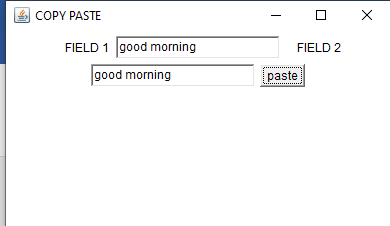 COPY PASTE
FIELD 1 good morning FIELD 2
good morning paste